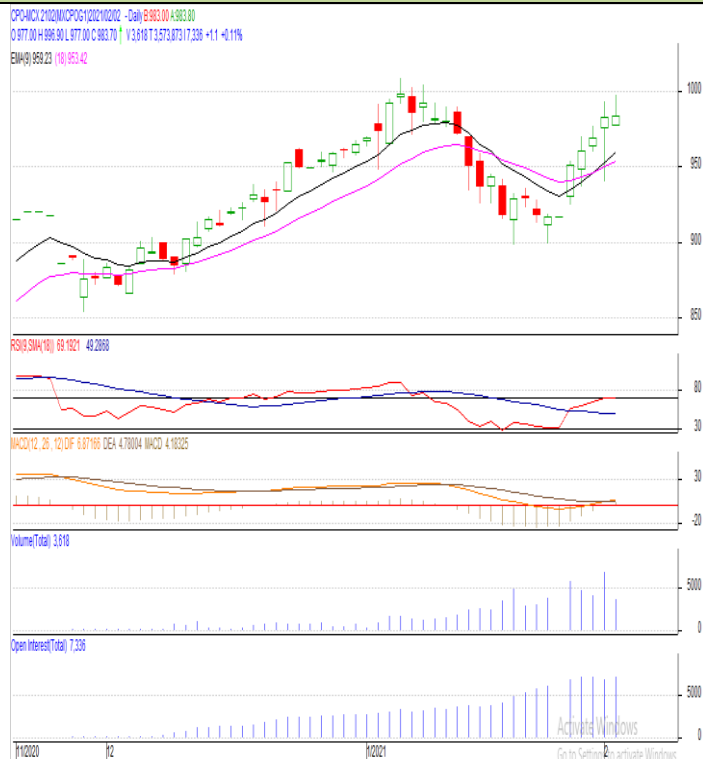 CPO-MCX 2102(MXCPOG1)2021/02/02 - Daily B:983.00 A:983.80
O 977.00 H 996.90 L 977.00 C 983.70 ↑ V 3,618 T 3,573,873 I 7,336 +1.1 +0.11%
EMA(9) 959.23 (18) 953.42
1000
950
900
850
RSI(9,SMA(18)) 69.1921 49.2868
80
30
MACD(12, 26, 12) DIF 6.87166 DEA 4.78004 MACD 4.18325
30
-20
Volume(Total) 3,618
5000
0
Open Interest(Total) 7,336
5000
0
Activate Windows
Go to Settings to activate Windows.
11/2020 12 1/2021 2